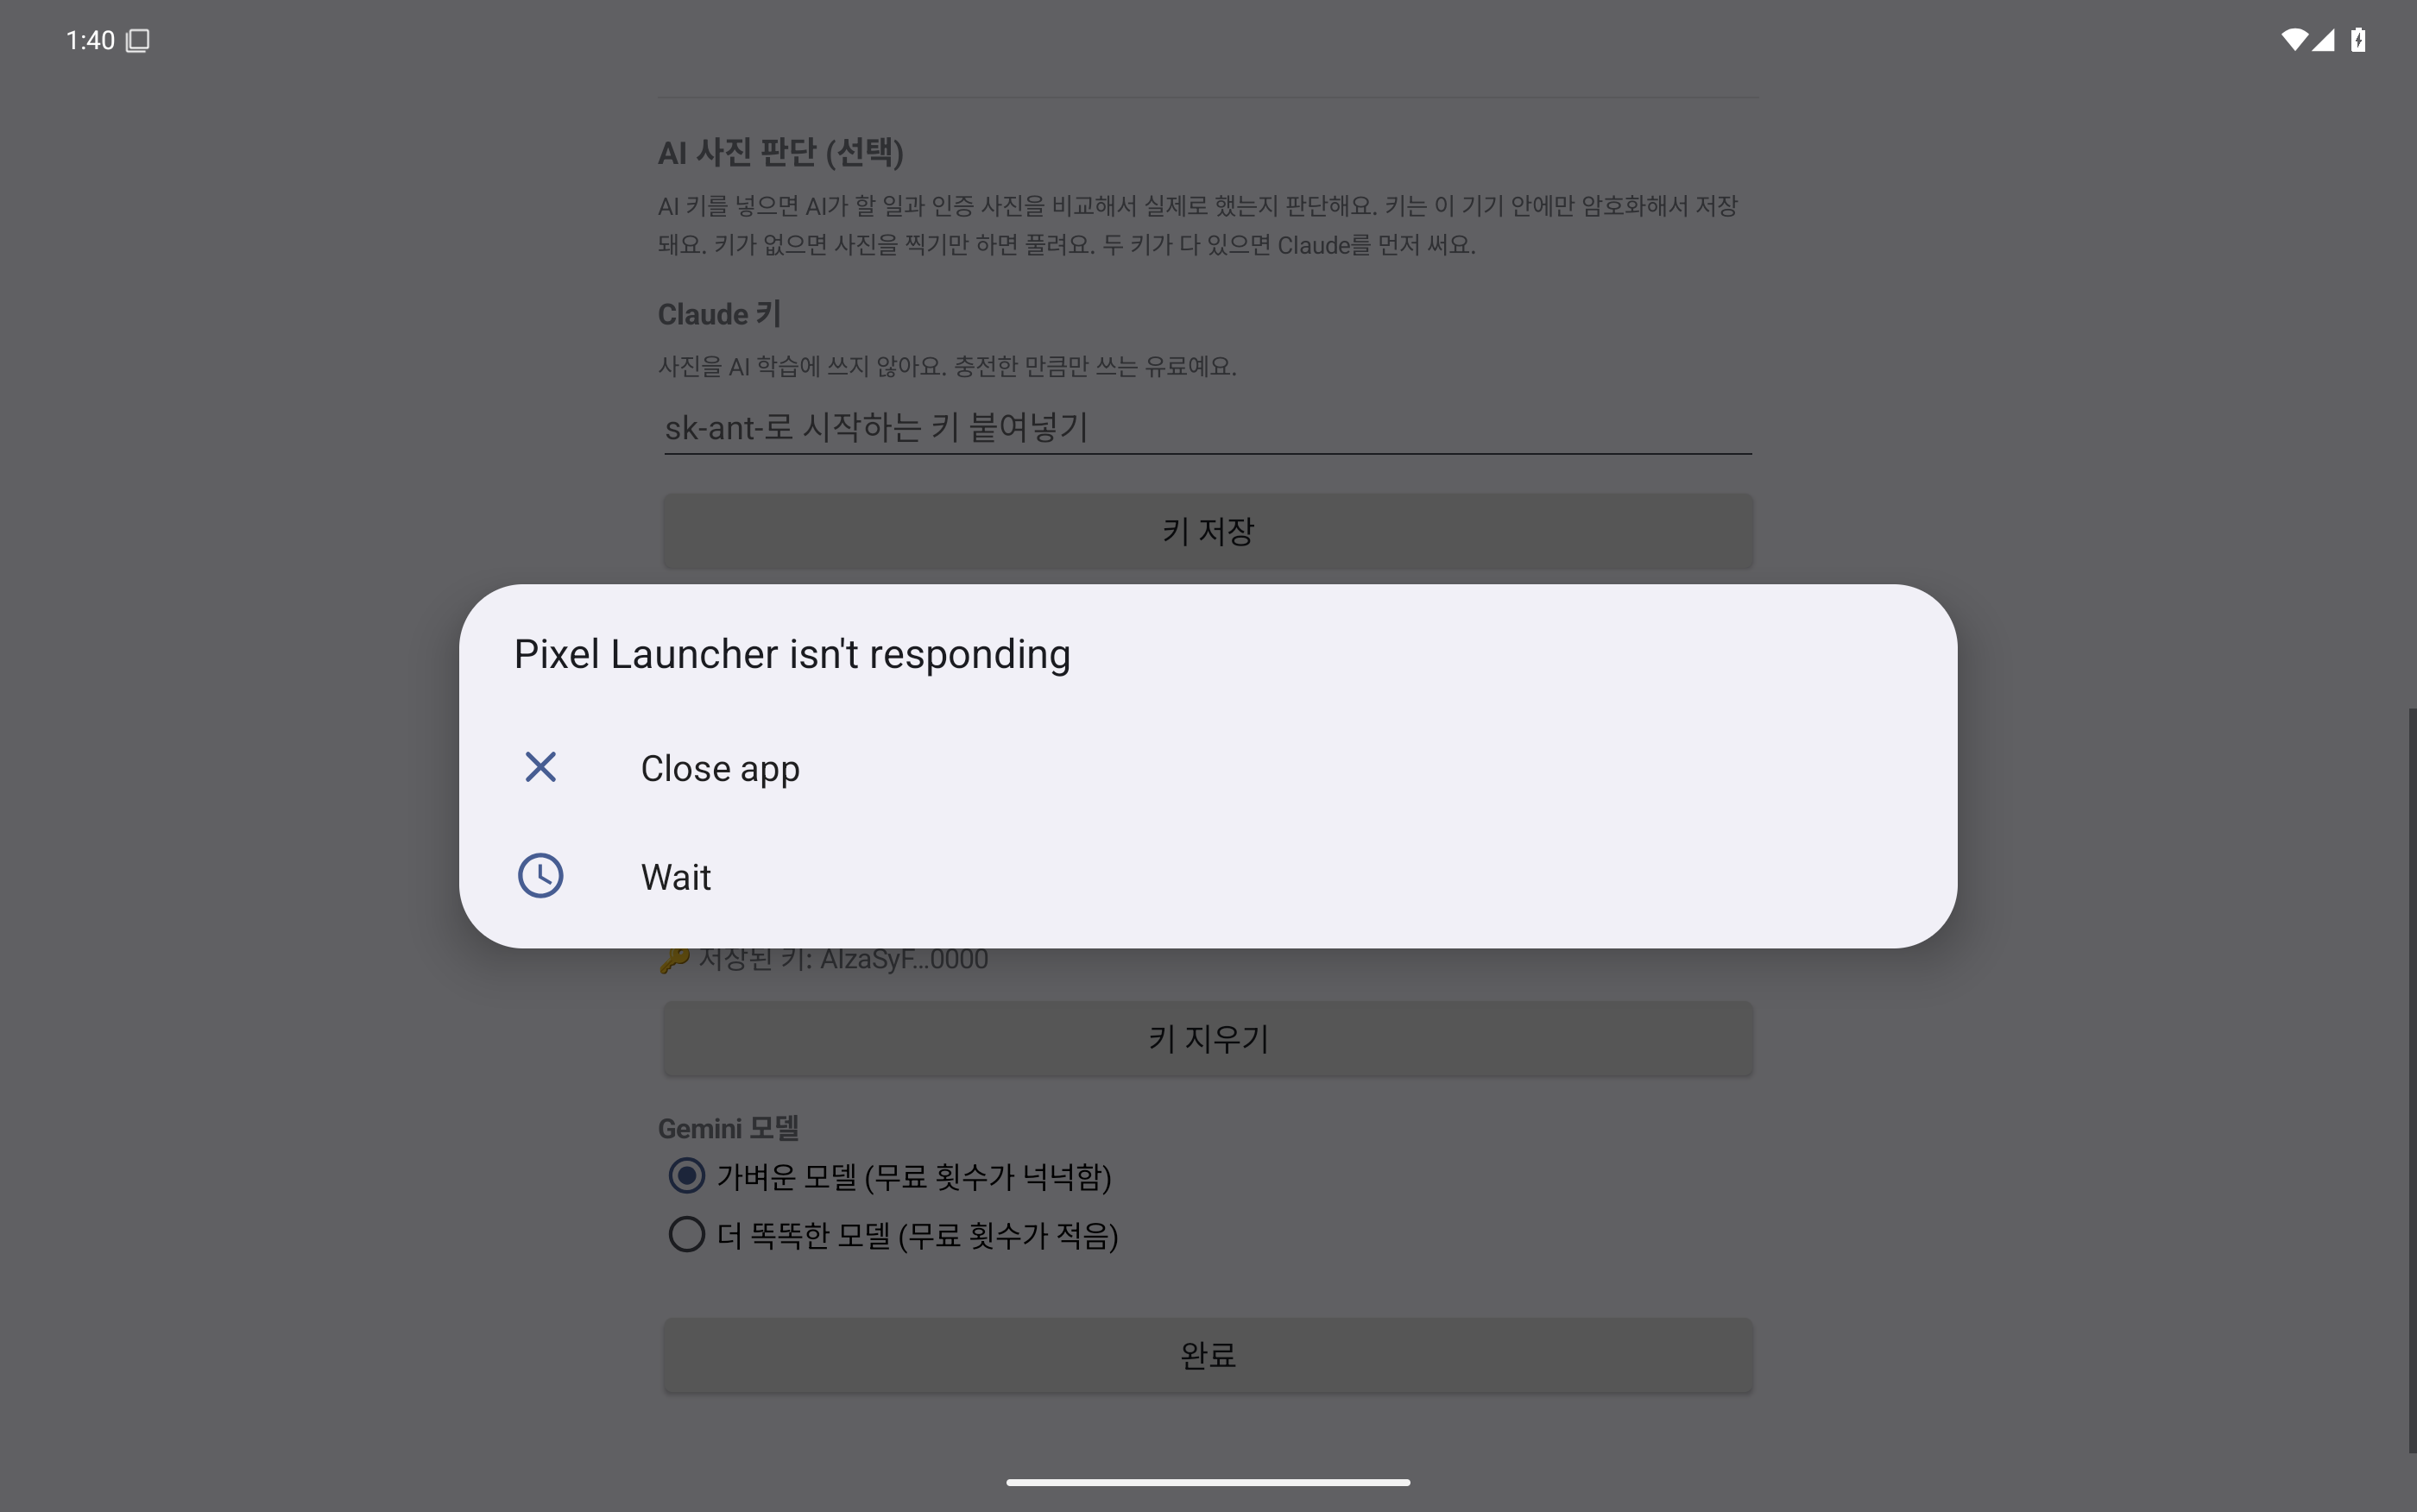 1:40
AI 사진 판단 (선택)
AI 키를 넣으면 AI가 할 일과 인증 사진을 비교해서 실제로 했는지 판단해요. 키는 이 기기 안에만 암호화해서 저장
돼요. 키가 없으면 사진을 찍기만 하면 풀려요. 두 키가 다 있으면 Claude를 먼저 써요.
Claude 키
사진을 AI 학습에 쓰지 않아요. 충전한 만큼만 쓰는 유료예요.
sk-ant-로 시작하는 키 붙여넣기
키 저장
Pixel Launcher isn't responding
Close app
Wait
저장된 키: AIzaSyF…0000
키 지우기
Gemini 모델
가벼운 모델 (무료 횟수가 넉넉함)
더 똑똑한 모델 (무료 횟수가 적음)
완료